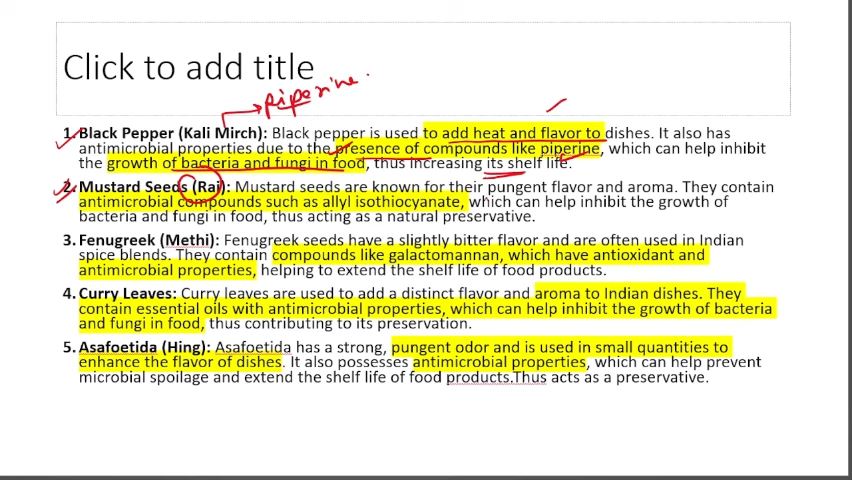 Click to add title
piperine.
1. Black Pepper (Kali Mirch): Black pepper is used to add heat and flavor to dishes. It also has
antimicrobial properties due to the presence of compounds like piperine, which can help inhibit
the growth of bacteria and fungi in food, thus increasing its shelf life.
2. Mustard Seeds (Rai): Mustard seeds are known for their pungent flavor and aroma. They contain
antimicrobial compounds such as allyl isothiocyanate, which can help inhibit the growth of
bacteria and fungi in food, thus acting as a natural preservative.
3. Fenugreek (Methi): Fenugreek seeds have a slightly bitter flavor and are often used in Indian
spice blends. They contain compounds like galactomannan, which have antioxidant and
antimicrobial properties, helping to extend the shelf life of food products.
4. Curry Leaves: Curry leaves are used to add a distinct flavor and aroma to Indian dishes. They
contain essential oils with antimicrobial properties, which can help inhibit the growth of bacteria
and fungi in food, thus contributing to its preservation.
5. Asafoetida (Hing): Asafoetida has a strong, pungent odor and is used in small quantities to
enhance the flavor of dishes. It also possesses antimicrobial properties, which can help prevent
microbial spoilage and extend the shelf life of food products.Thus acts as a preservative.